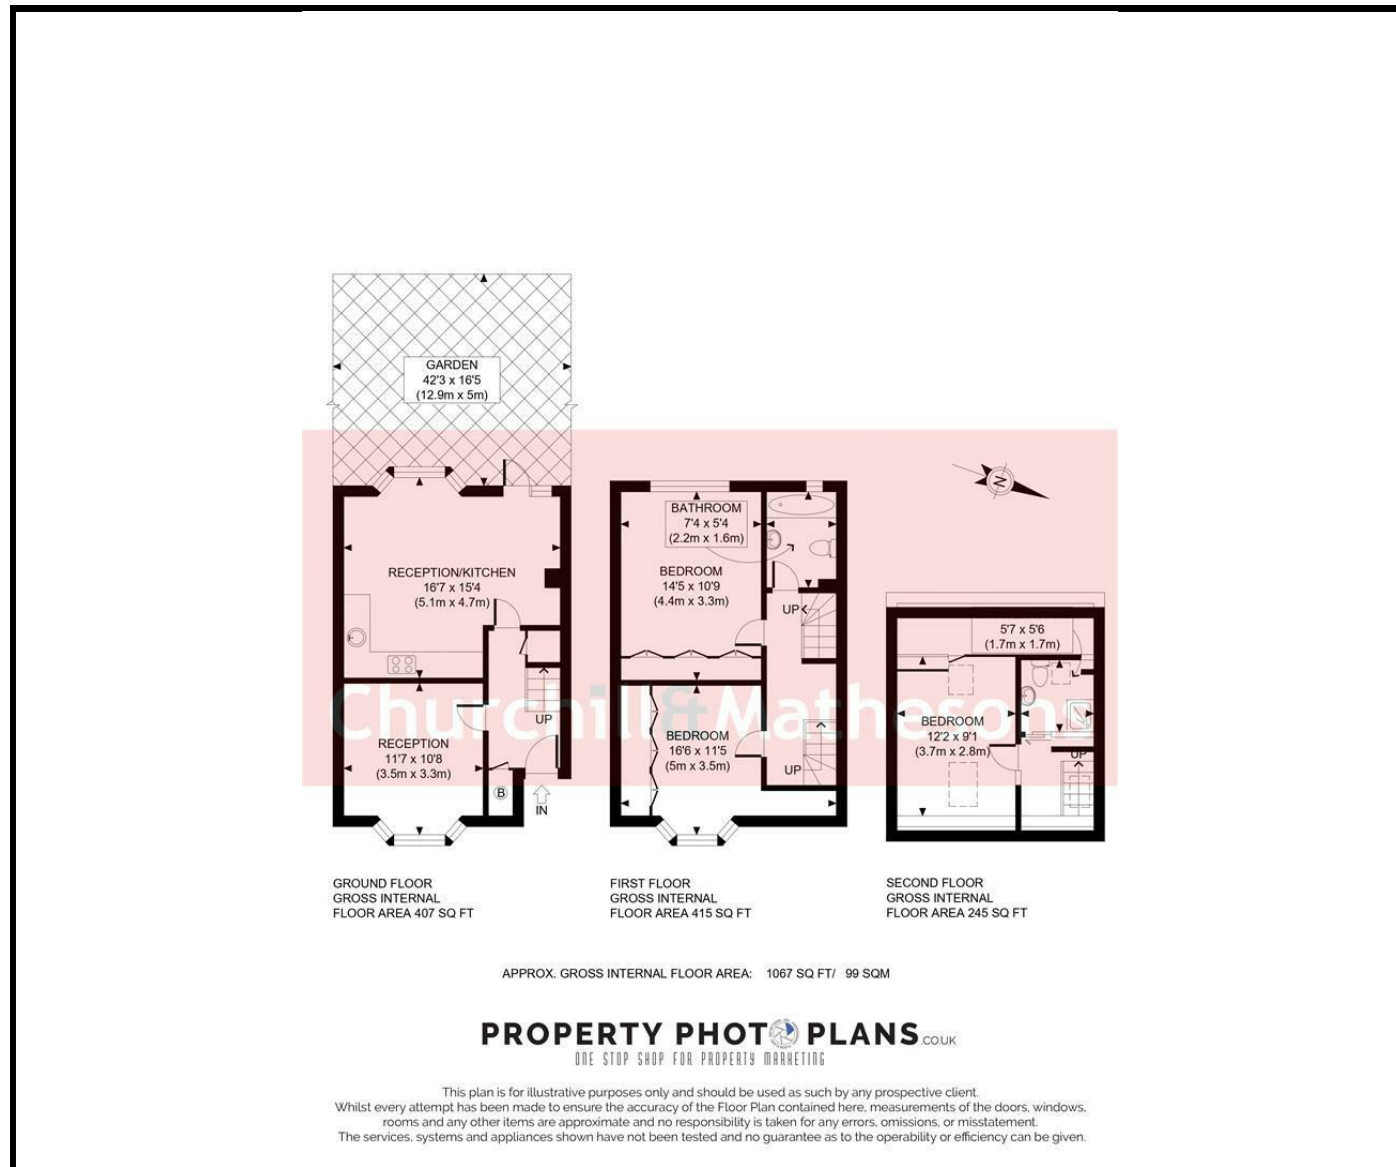 GARDEN
42'3 x 16'5
(12.9m x 5m)
RECEPTION/KITCHEN
16'7 x 15'4
(5.1m x 4.7m)
UP
RECEPTION
11'7 x 10'8
(3.5m x 3.3m)
B
IN
BATHROOM
7'4 x 5'4
(2.2m x 1.6m)
BEDROOM
14'5 x 10'9
(4.4m x 3.3m)
UP
BEDROOM
16'6 x 11'5
(5m x 3.5m)
UP
N
5'7 x 5'6
(1.7m x 1.7m)
BEDROOM
12'2 x 9'1
(3.7m x 2.8m)
UP
Churchill & Mathesons
GROUND FLOOR
GROSS INTERNAL
FLOOR AREA 407 SQ FT
FIRST FLOOR
GROSS INTERNAL
FLOOR AREA 415 SQ FT
SECOND FLOOR
GROSS INTERNAL
FLOOR AREA 245 SQ FT
APPROX. GROSS INTERNAL FLOOR AREA: 1067 SQ FT/ 99 SQM
PROPERTY PHOTO PLANS.CO.UK
ONE STOP SHOP FOR PROPERTY MARKETING
This plan is for illustrative purposes only and should be used as such by any prospective client.
Whilst every attempt has been made to ensure the accuracy of the Floor Plan contained here, measurements of the doors, windows,
rooms and any other items are approximate and no responsibility is taken for any errors, omissions, or misstatement.
The services, systems and appliances shown have not been tested and no guarantee as to the operability or efficiency can be given.